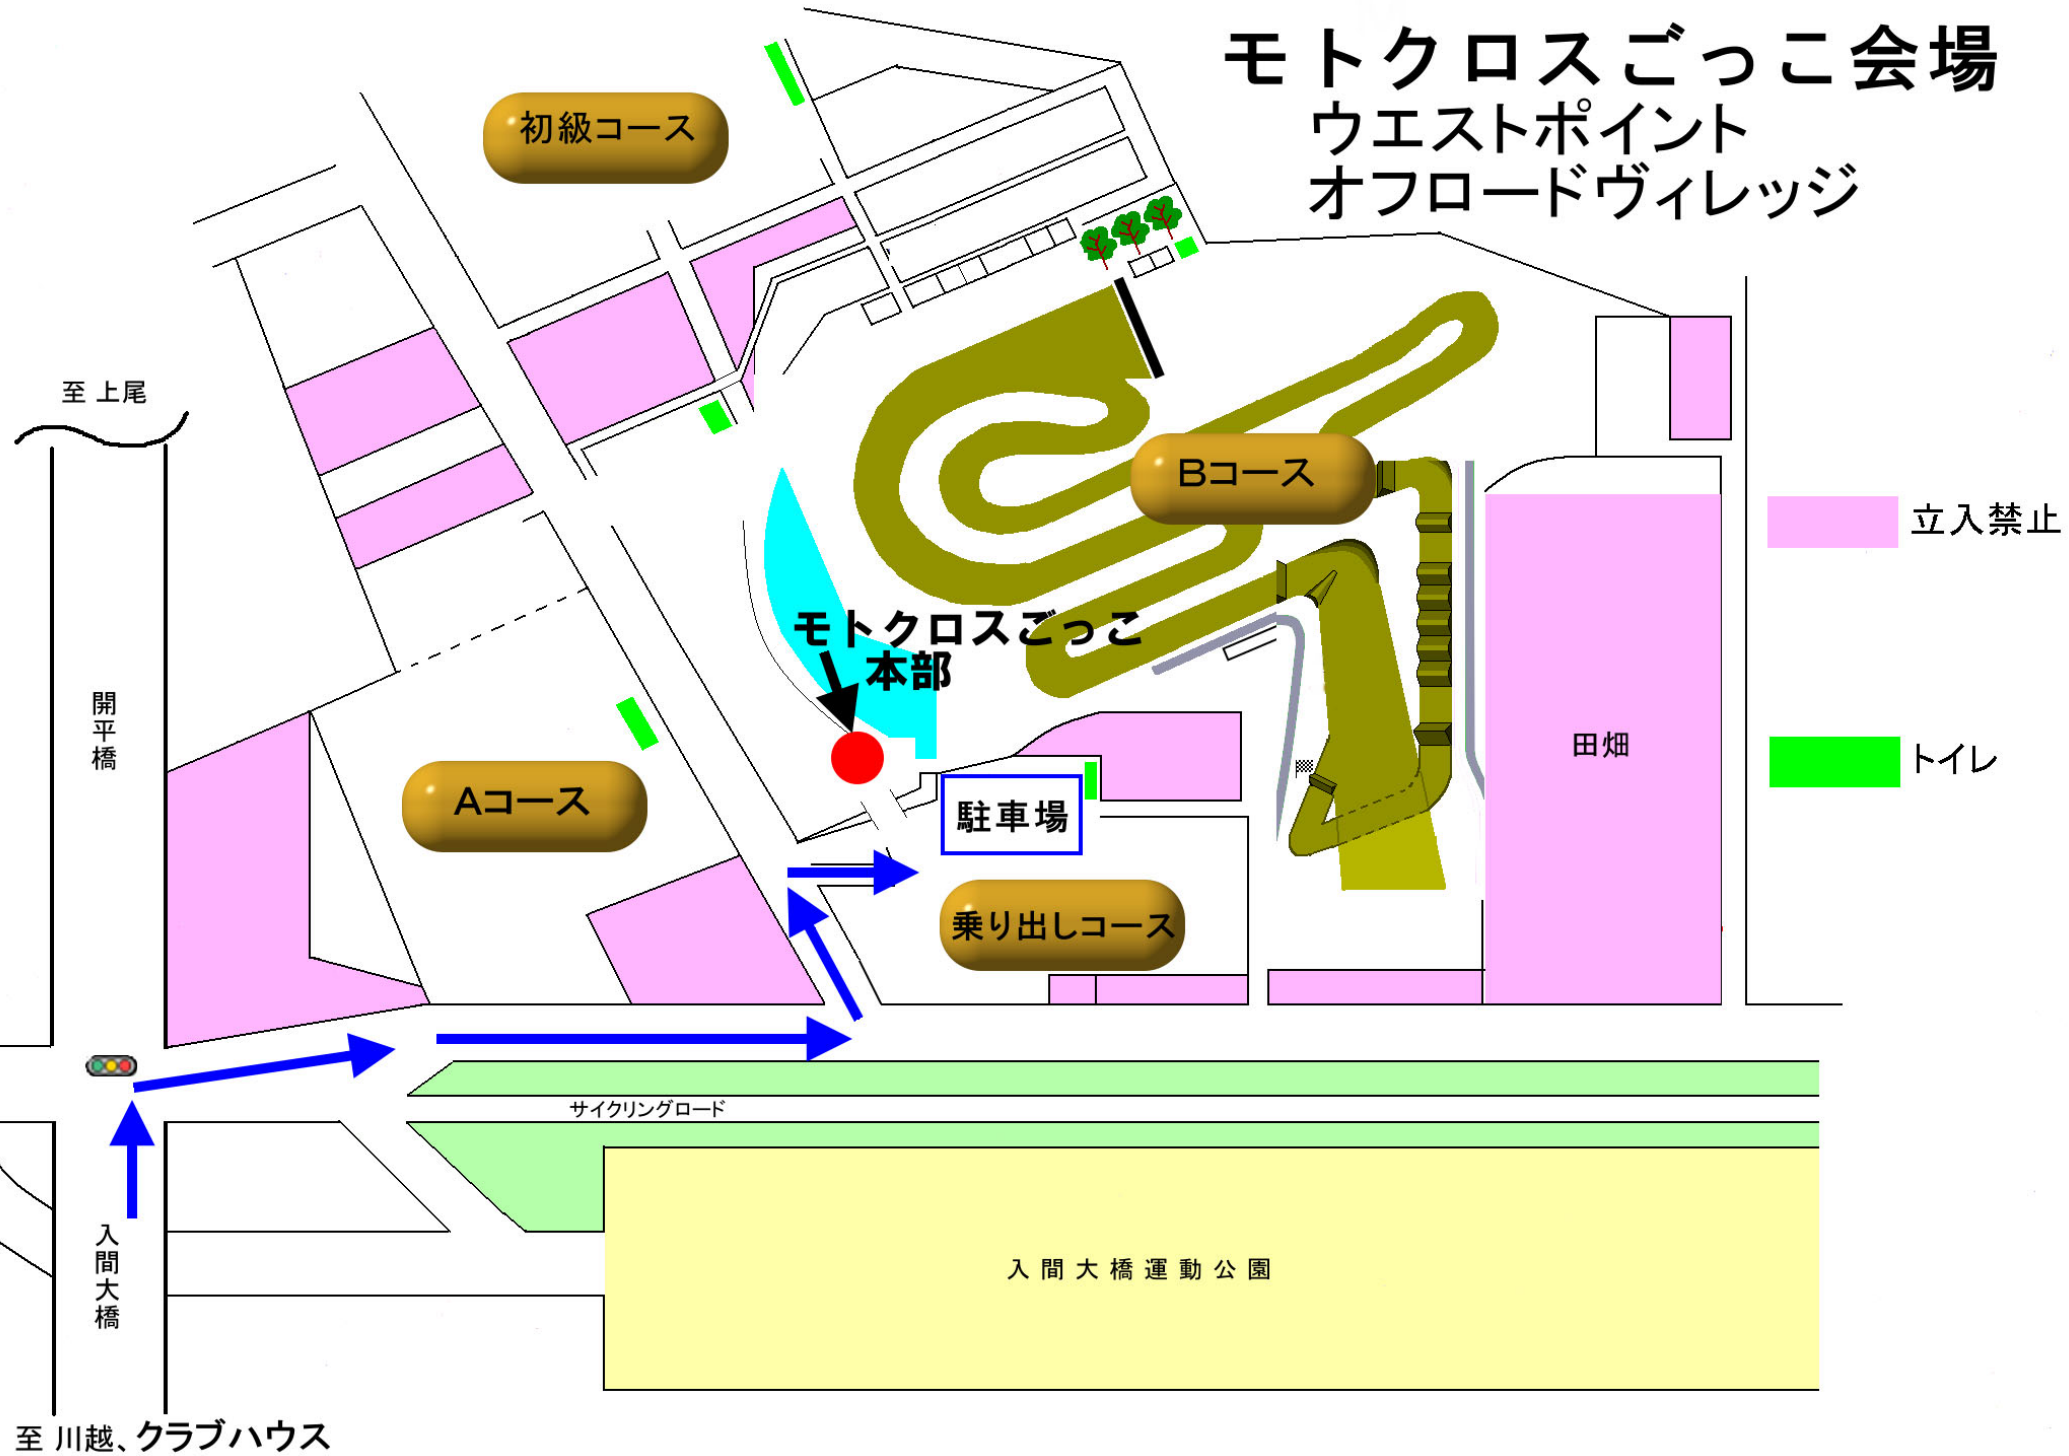 モトクロスごっこ会場
ウエストポイント
オフロードヴィレッジ
初級コース
至 上尾
Bコース
立入禁止
モトクロスごっこ
本部
開平橋
田畑
トイレ
Aコース
駐車場
乗り出しコース
サイクリングロード
入間大橋
入間大橋運動公園
至 川越、クラブハウス